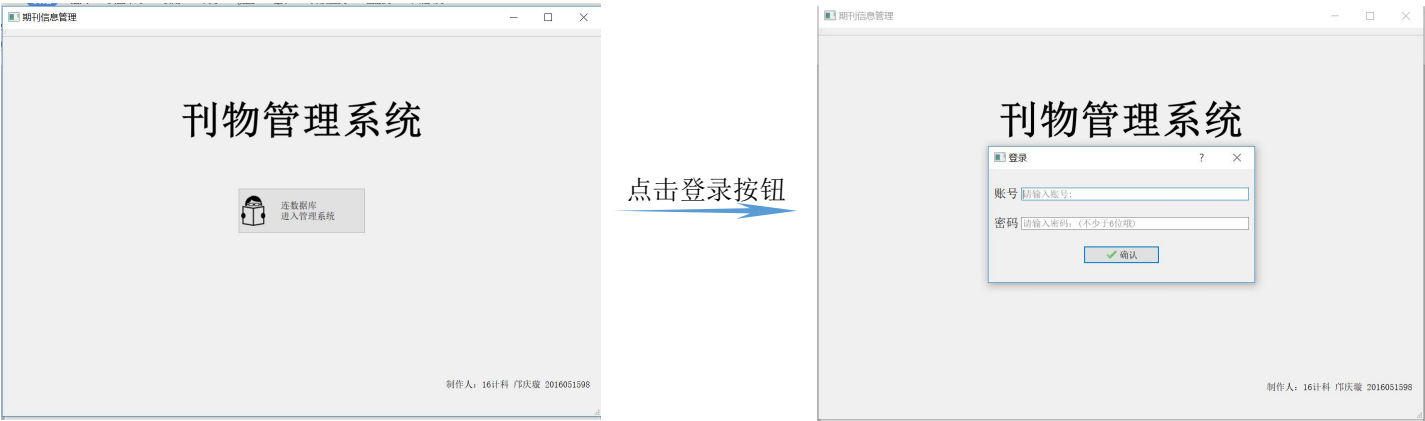 期刊信息管理
刊物管理系统
连数据库
进入管理系统
制作人：16计科 邝庆璇 2016051598
点击登录按钮
期刊信息管理
刊物管理系统
登录
?
账号 请输入账号：
密码 请输入密码：（不少于6位哦）
确认
制作人：16计科 邝庆璇 2016051598